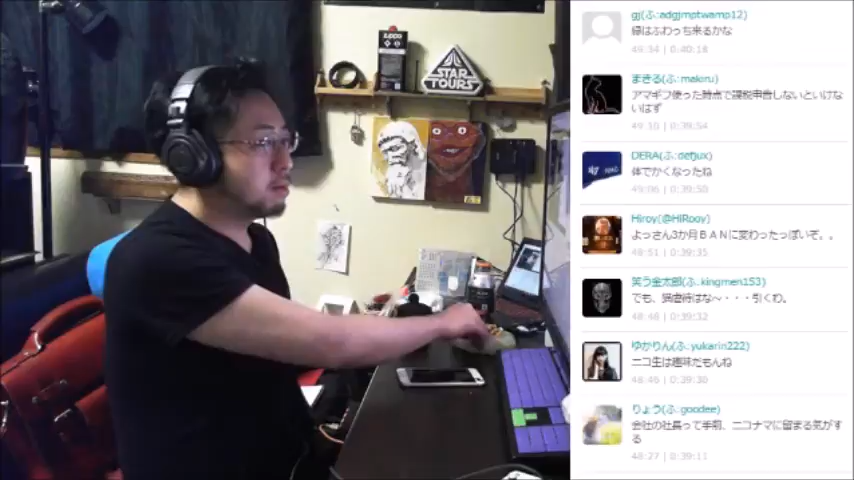 STAR
TOURS
gj(ふ:adgjmptwamp12)
緑はふわっち来るかな
49:34 | 0:40:18
まきる(ふ:makiru)
アマギフ使った時点で課税申告しないといけな
いはず
49:10 | 0:39:54
DERA(ふ:defjux)
体でかくなったね
49:06 | 0:39:50
Hiroy(@HIRooy)
よっさん3か月ＢＡＮに変わったっぽいぞ。。
48:51 | 0:39:35
笑う金太郎(ふ:kingmen153)
でも、猫虐待はな～・・・引くわ。
48:48 | 0:39:32
ゆかりん(ふ:yukarin222)
ニコ生は趣味だもんね
48:46 | 0:39:30
りょう(ふ:goodee)
会社の社長って手前、ニコナマに留まる気がす
る
48:27 | 0:39:11